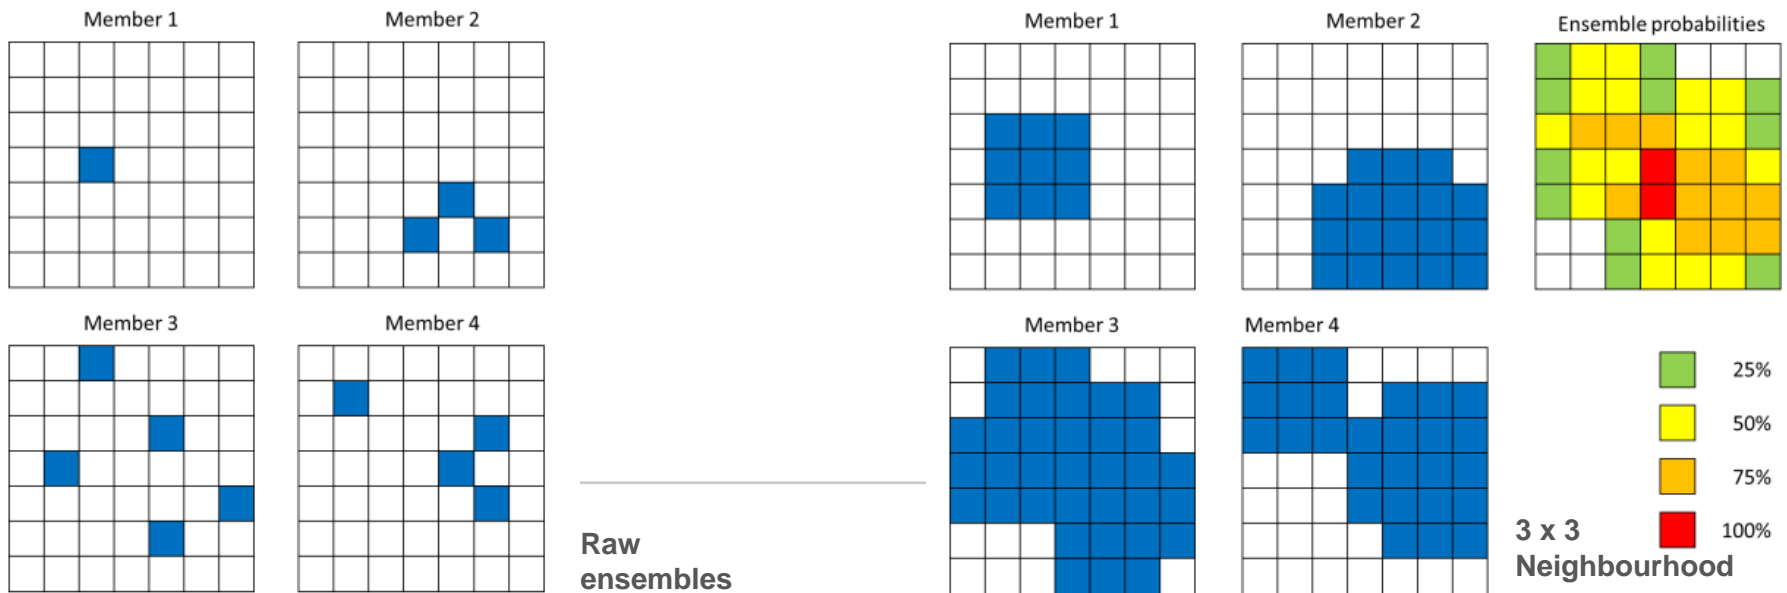 Member 1
Member 2
Member 3
Member 4
Raw
ensembles
Member 1
Member 2
Ensemble probabilities
Member 3
Member 4
25%
50%
75%
100%
3 x 3
Neighbourhood